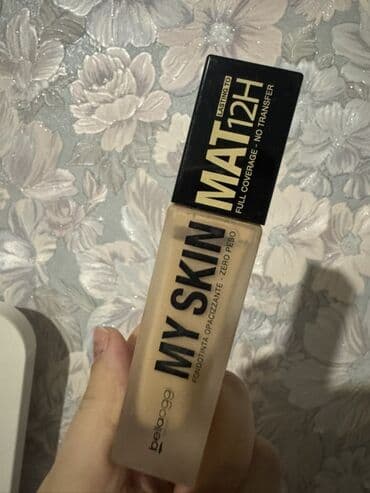 MAT LASTING TO 12H
FULL COVERAGE - NO TRANSFER
MY SKIN
FONDOTINTA OPACIZZANTE - ZERO PESO
bellaoggi